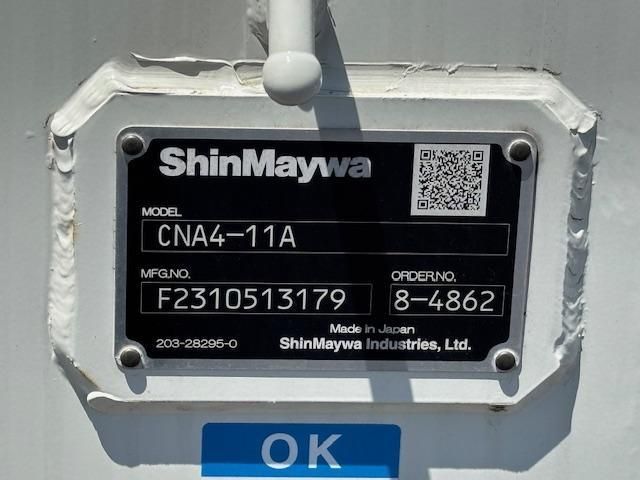 ShinMaywa
MODEL
CNA4-11A
MFG.NO. ORDER.NO.
F2310513179 8-4862
Made in Japan
203-28295-0 ShinMaywa Industries, Ltd.
OK